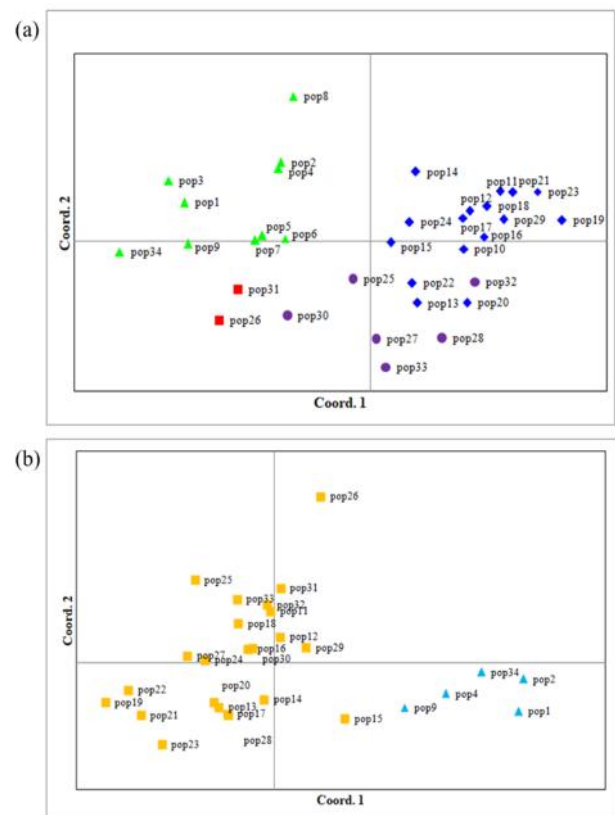 (a)
pop8
pop2
pop4
pop3
pop1
pop5
pop6
pop9
pop7
pop34
pop31
pop26
pop30
pop25
pop14
pop11
pop21
pop23
pop12
pop18
pop24
pop17
pop29
pop19
pop15
pop16
pop10
pop22
pop32
pop13
pop20
pop27
pop28
pop33
Coord. 2
Coord. 1
(b)
pop26
pop25
pop31
pop33
pop32
pop11
pop18
pop12
pop16
pop29
pop27
pop24
pop30
pop34
pop2
pop22
pop20
pop4
pop19
pop13
pop14
pop9
pop1
pop21
pop17
pop15
pop23
pop28
Coord. 2
Coord. 1